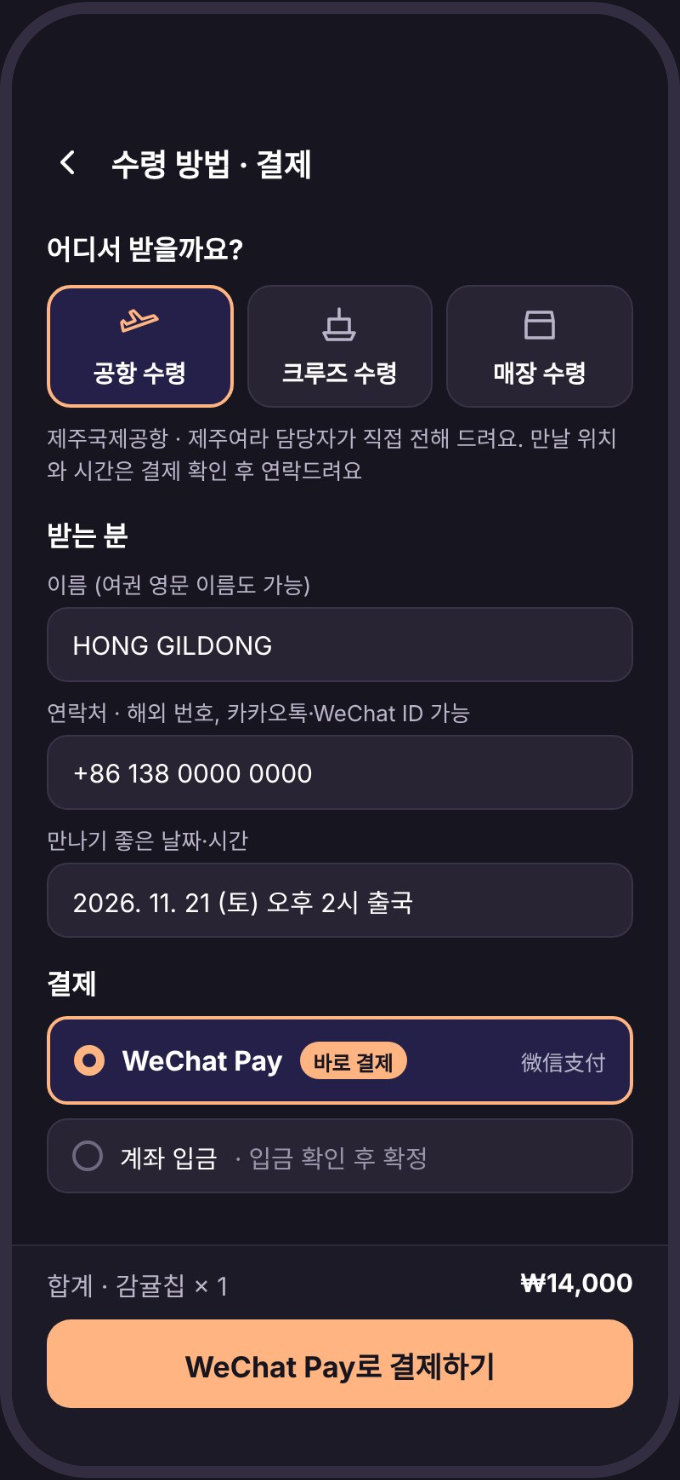 수령 방법 · 결제
어디서 받을까요?
공항 수령
크루즈 수령
매장 수령
제주국제공항 · 제주여라 담당자가 직접 전해 드려요. 만날 위치
와 시간은 결제 확인 후 연락드려요
받는 분
이름 (여권 영문 이름도 가능)
HONG GILDONG
연락처 · 해외 번호, 카카오톡·WeChat ID 가능
+86 138 0000 0000
만나기 좋은 날짜·시간
2026. 11. 21 (토) 오후 2시 출국
결제
WeChat Pay 바로 결제 微信支付
계좌 입금 · 입금 확인 후 확정
합계 · 감귤칩 × 1 ₩14,000
WeChat Pay로 결제하기